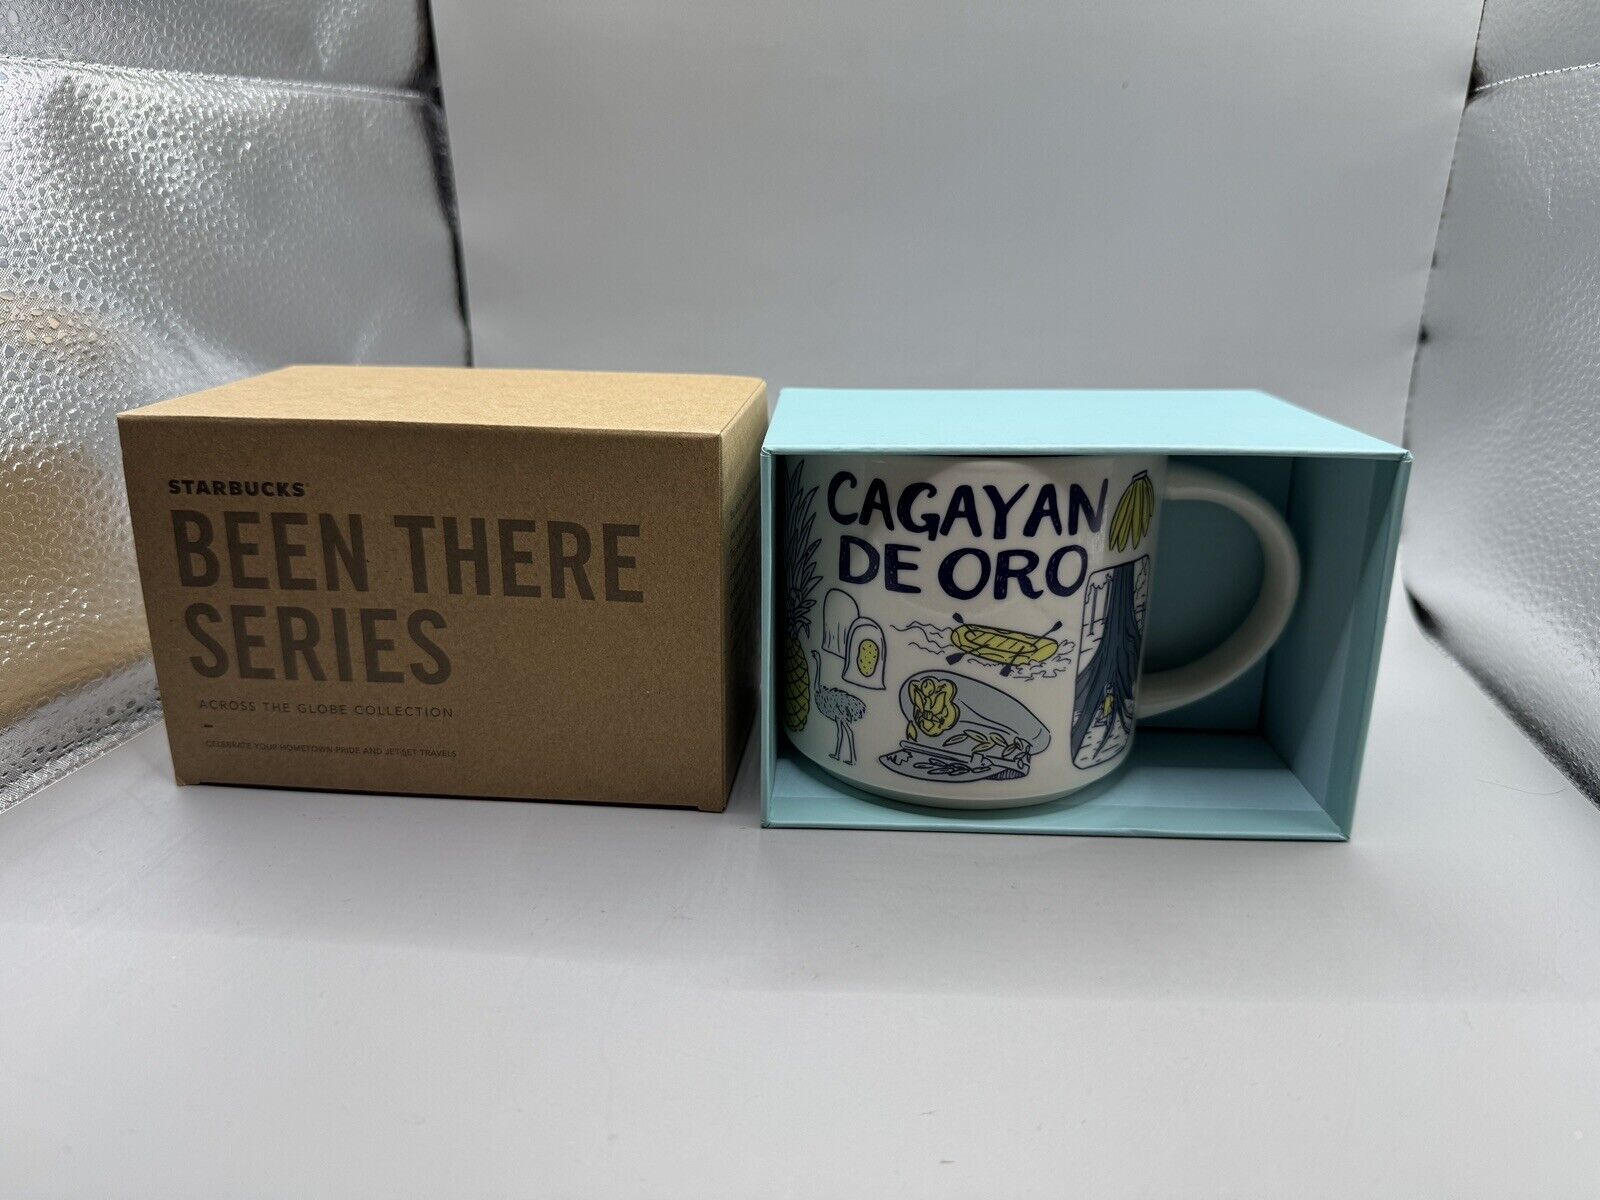 STARBUCKS
BEEN THERE
SERIES
ACROSS THE GLOBE COLLECTION
CELEBRATE YOUR HOMETOWN PRIDE AND JET-SET TRAVELS
CAGAYAN
DE ORO